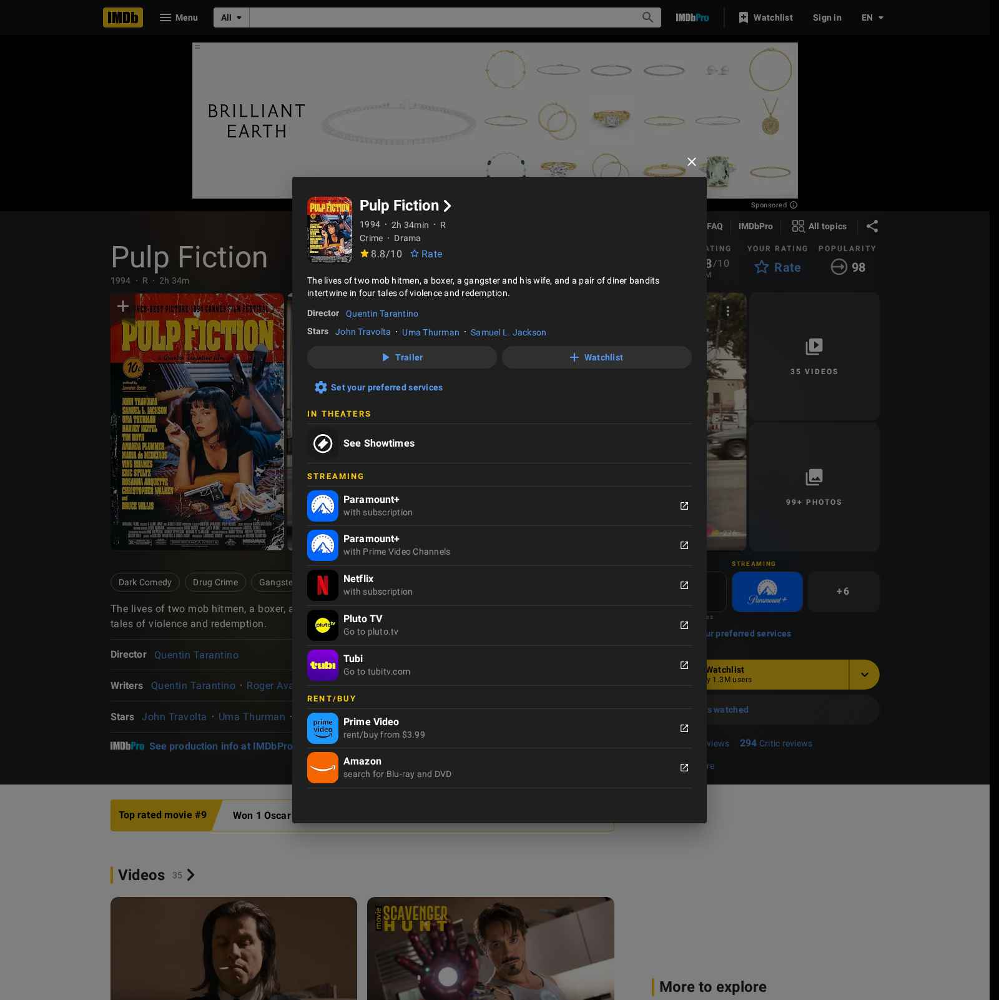 IMDb
Menu
All
IMDbPro
Watchlist
Sign in
EN
BRILLIANT
EARTH
Sponsored
FAQ
IMDbPro
All topics
Pulp Fiction
1994 · R · 2h 34m
YOUR RATING
Rate
POPULARITY
98
/10
PULP FICTION
10¢
JOHN TRAVOLTA
SAMUEL L. JACKSON
UMA THURMAN
HARVEY KEITEL
TIM ROTH
AMANDA PLUMMER
MARIA de MEDEIROS
VING RHAMES
ERIC STOLTZ
ROSANNA ARQUETTE
CHRISTOPHER WALKEN
and
BRUCE WILLIS
MIRAMAX
35 VIDEOS
99+ PHOTOS
Dark Comedy
Drug Crime
Gangste
The lives of two mob hitmen, a boxer, a
tales of violence and redemption.
Director Quentin Tarantino
Writers Quentin Tarantino · Roger Ava
Stars John Travolta · Uma Thurman ·
IMDbPro See production info at IMDbPro
STREAMING
Paramount+
+6
ur preferred services
Watchlist
y 1.3M users
s watched
views
294 Critic reviews
Pulp Fiction
1994 · 2h 34min · R
Crime · Drama
8.8/10 Rate
The lives of two mob hitmen, a boxer, a gangster and his wife, and a pair of diner bandits
intertwine in four tales of violence and redemption.
Director Quentin Tarantino
Stars John Travolta · Uma Thurman · Samuel L. Jackson
Trailer
Watchlist
Set your preferred services
IN THEATERS
See Showtimes
STREAMING
Paramount+
with subscription
Paramount+
with Prime Video Channels
Netflix
with subscription
pluto tv
Pluto TV
Go to pluto.tv
tubi
Tubi
Go to tubitv.com
RENT/BUY
prime
video
Prime Video
rent/buy from $3.99
Amazon
search for Blu-ray and DVD
Top rated movie #9
Won 1 Oscar
Videos 35
movie
SCAVENGER
HUNT
More to explore